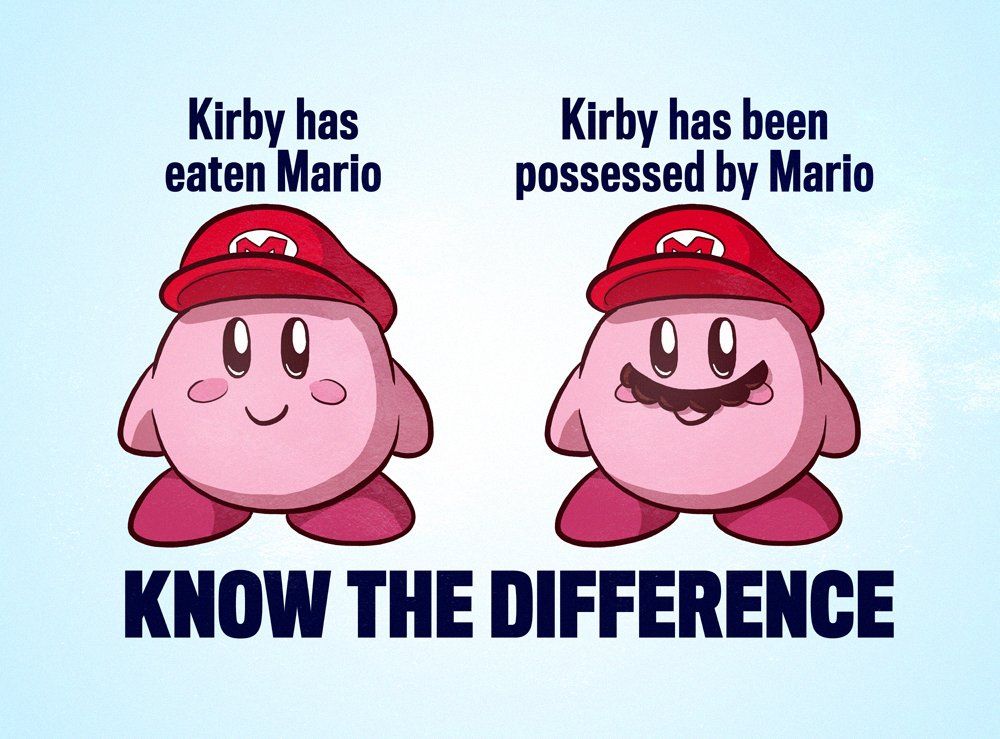 Kirby has
eaten Mario
Kirby has been
possessed by Mario
M
M
KNOW THE DIFFERENCE